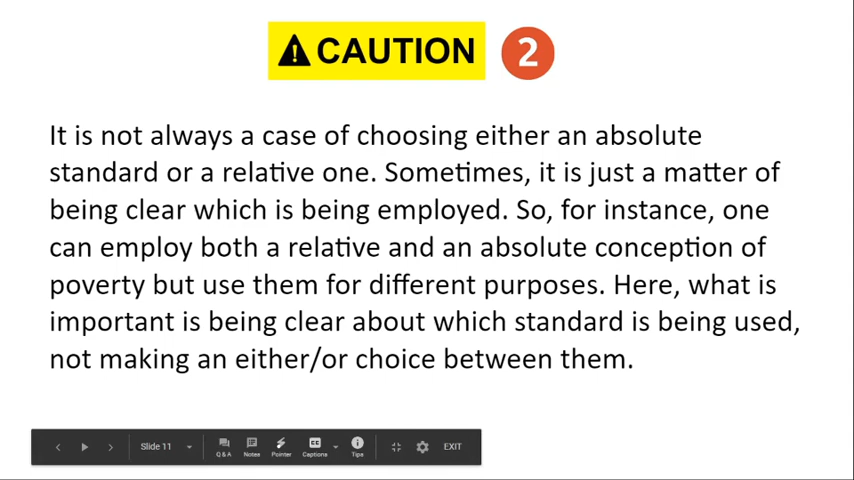 CAUTION 2
It is not always a case of choosing either an absolute
standard or a relative one. Sometimes, it is just a matter of
being clear which is being employed. So, for instance, one
can employ both a relative and an absolute conception of
poverty but use them for different purposes. Here, what is
important is being clear about which standard is being used,
not making an either/or choice between them.
Slide 11 Q & A Notes Pointer CC Captions Tips EXIT